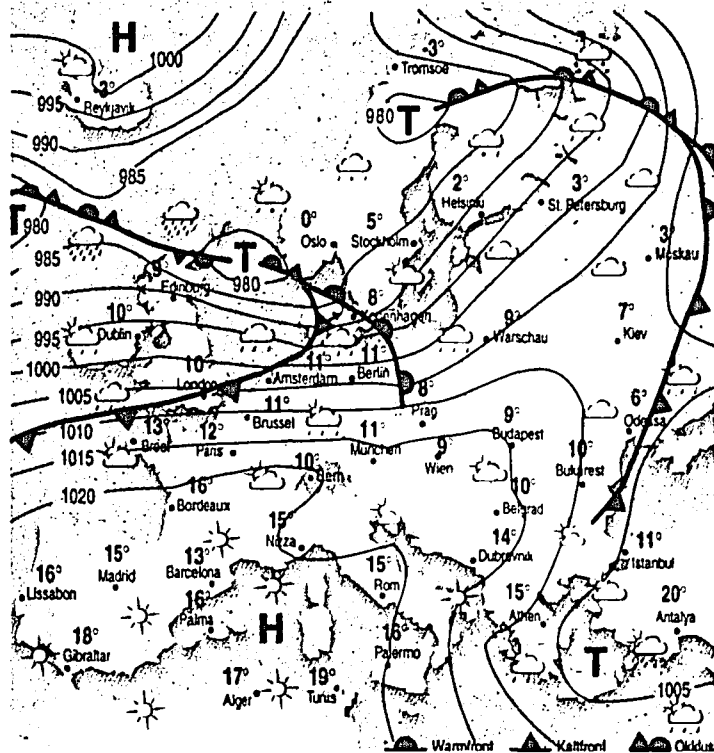 H
1000
-3°
Tromsoe
995
2°
Reykjavik
990
980
T
985
2°
Helsinki
3°
St. Petersburg
T
980
0°
Oslo
5°
Stockholm
3°
Moskau
985
T
980
9
Edinburg
990
8°
Kopenhagen
10°
Dublin
995
9°
Warschau
7°
Kiev
1000
10
London
11°
Amsterdam
11°
Berlin
1005
8°
Prag
6°
Odessa
1010
13°
Brest
11°
Brüssel
12°
Paris
11
München
9
Wien
9°
Budapest
1015
10°
Bern
10°
Bukarest
1020
16°
Bordeaux
10°
Belgrad
15°
Nizza
14°
Dubrovnik
11°
Istanbul
16°
Lissabon
15°
Madrid
13°
Barcelona
15°
Rom
15°
Athen
20°
Antalya
16°
Palma
H
18°
Gibraltar
16°
Palermo
T
17°
Algier
19°
Tunis
1005
Warmfront
Kaltfront